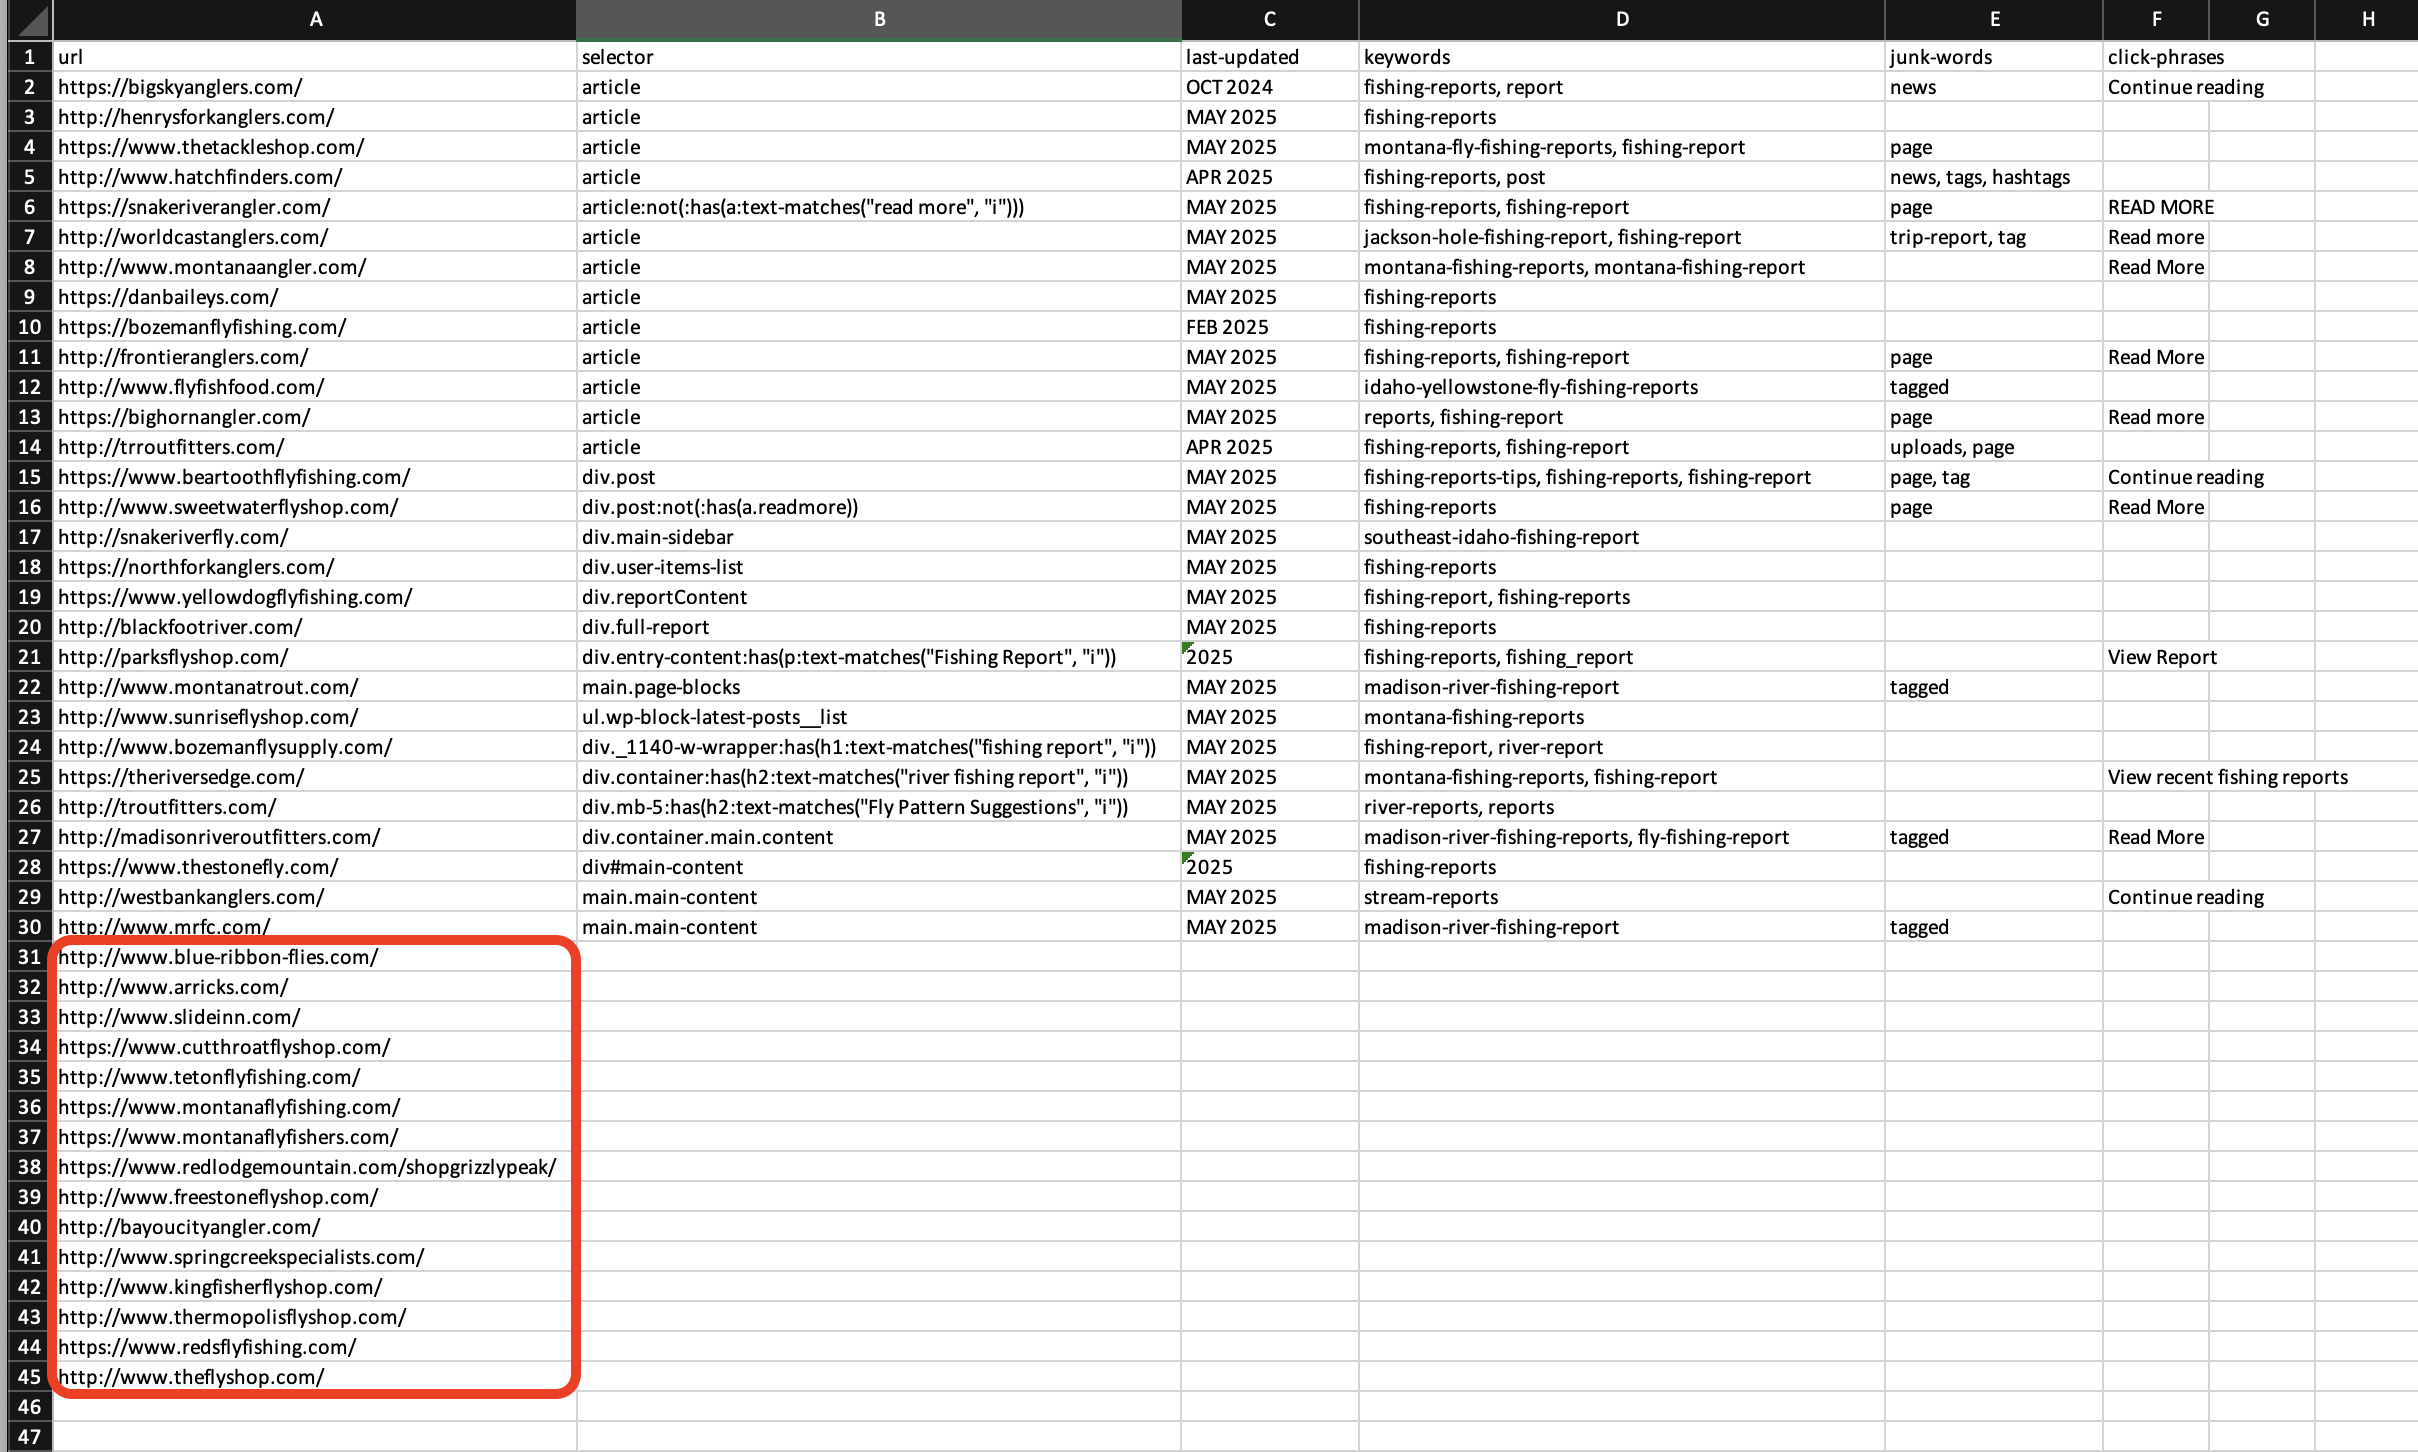 A B C D E F G H
1 url selector last-updated keywords junk-words click-phrases
2 https://bigskyanglers.com/ article OCT 2024 fishing-reports, report news Continue reading
3 http://henrysforkanglers.com/ article MAY 2025 fishing-reports
4 https://www.thetackleshop.com/ article MAY 2025 montana-fly-fishing-reports, fishing-report page
5 http://www.hatchfinders.com/ article APR 2025 fishing-reports, post news, tags, hashtags
6 https://snakeriverangler.com/ article:not(:has(a:text-matches("read more", "i"))) MAY 2025 fishing-reports, fishing-report page READ MORE
7 http://worldcastanglers.com/ article MAY 2025 jackson-hole-fishing-report, fishing-report trip-report, tag Read more
8 http://www.montanaangler.com/ article MAY 2025 montana-fishing-reports, montana-fishing-report Read More
9 https://danbaileys.com/ article MAY 2025 fishing-reports
10 https://bozemanflyfishing.com/ article FEB 2025 fishing-reports
11 http://frontieranglers.com/ article MAY 2025 fishing-reports, fishing-report page Read More
12 http://www.flyfishfood.com/ article MAY 2025 idaho-yellowstone-fly-fishing-reports tagged
13 https://bighornangler.com/ article MAY 2025 reports, fishing-report page Read more
14 http://trroutfitters.com/ article APR 2025 fishing-reports, fishing-report uploads, page
15 https://www.beartoothflyfishing.com/ div.post MAY 2025 fishing-reports-tips, fishing-reports, fishing-report page, tag Continue reading
16 http://www.sweetwaterflyshop.com/ div.post:not(:has(a.readmore)) MAY 2025 fishing-reports page Read More
17 http://snakeriverfly.com/ div.main-sidebar MAY 2025 southeast-idaho-fishing-report
18 https://northforkanglers.com/ div.user-items-list MAY 2025 fishing-reports
19 https://www.yellowdogflyfishing.com/ div.reportContent MAY 2025 fishing-report, fishing-reports
20 http://blackfootriver.com/ div.full-report MAY 2025 fishing-reports
21 http://parksflyshop.com/ div.entry-content:has(p:text-matches("Fishing Report", "i")) 2025 fishing-reports, fishing_report View Report
22 http://www.montanatrout.com/ main.page-blocks MAY 2025 madison-river-fishing-report tagged
23 http://www.sunriseflyshop.com/ ul.wp-block-latest-posts__list MAY 2025 montana-fishing-reports
24 http://www.bozemanflysupply.com/ div._1140-w-wrapper:has(h1:text-matches("fishing report", "i")) MAY 2025 fishing-report, river-report
25 https://theriversedge.com/ div.container:has(h2:text-matches("river fishing report", "i")) MAY 2025 montana-fishing-reports, fishing-report View recent fishing reports
26 http://troutfitters.com/ div.mb-5:has(h2:text-matches("Fly Pattern Suggestions", "i")) MAY 2025 river-reports, reports
27 http://madisonriveroutfitters.com/ div.container.main.content MAY 2025 madison-river-fishing-reports, fly-fishing-report tagged Read More
28 https://www.thestonefly.com/ div#main-content 2025 fishing-reports
29 http://westbankanglers.com/ main.main-content MAY 2025 stream-reports Continue reading
30 http://www.mrfc.com/ main.main-content MAY 2025 madison-river-fishing-report tagged
31 http://www.blue-ribbon-flies.com/
32 http://www.arricks.com/
33 http://www.slideinn.com/
34 https://www.cutthroatflyshop.com/
35 http://www.tetonflyfishing.com/
36 https://www.montanaflyfishing.com/
37 https://www.montanaflyfishers.com/
38 https://www.redlodgemountain.com/shopgrizzlypeak/
39 http://www.freestoneflyshop.com/
40 http://bayoucityangler.com/
41 http://www.springcreekspecialists.com/
42 http://www.kingfisherflyshop.com/
43 http://www.thermopolisflyshop.com/
44 https://www.redsflyfishing.com/
45 http://www.theflyshop.com/
46
47